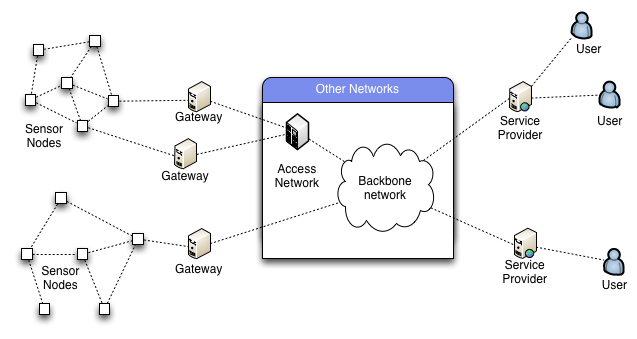 Other Networks
User
Gateway
Service
Provider
User
Sensor
Nodes
Gateway
Access
Network
Backbone
network
Sensor
Nodes
Gateway
Service
Provider
User